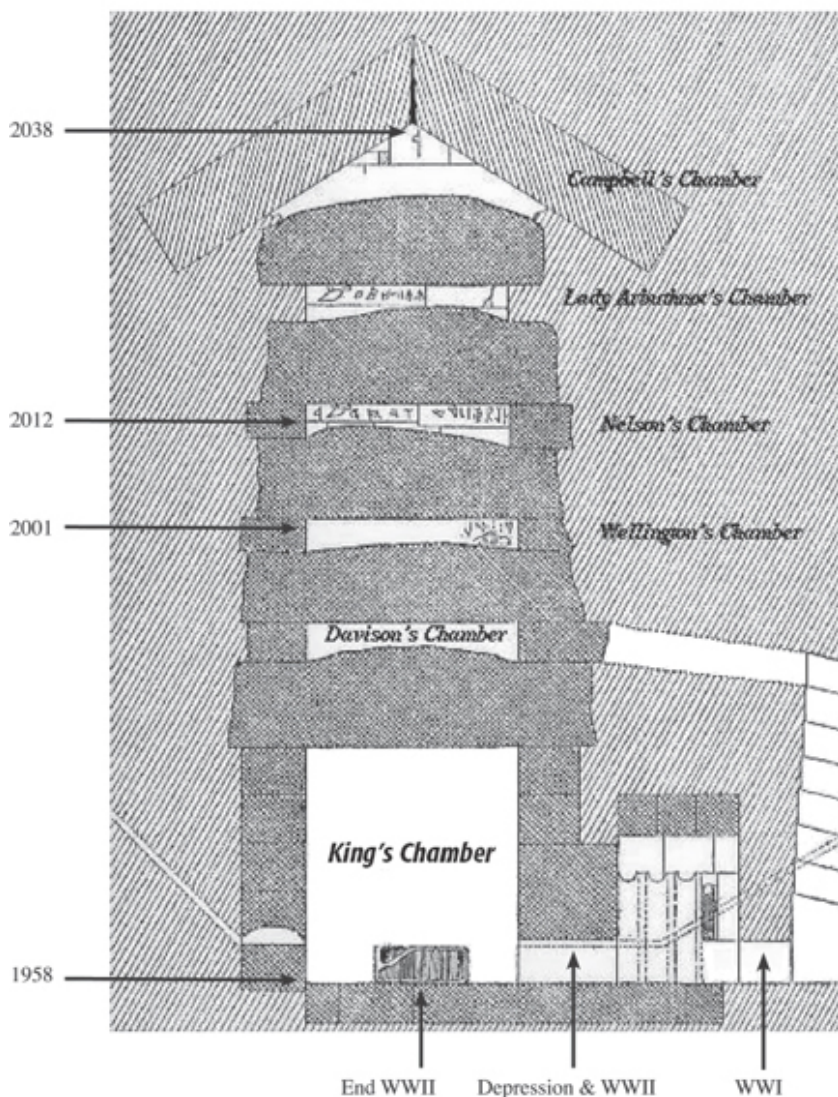 2038
Campbell's Chamber
Lady Arbuthnot's Chamber
2012
Nelson's Chamber
2001
Wellington's Chamber
Davison's Chamber
King's Chamber
1958
End WWII
Depression & WWII
WWI